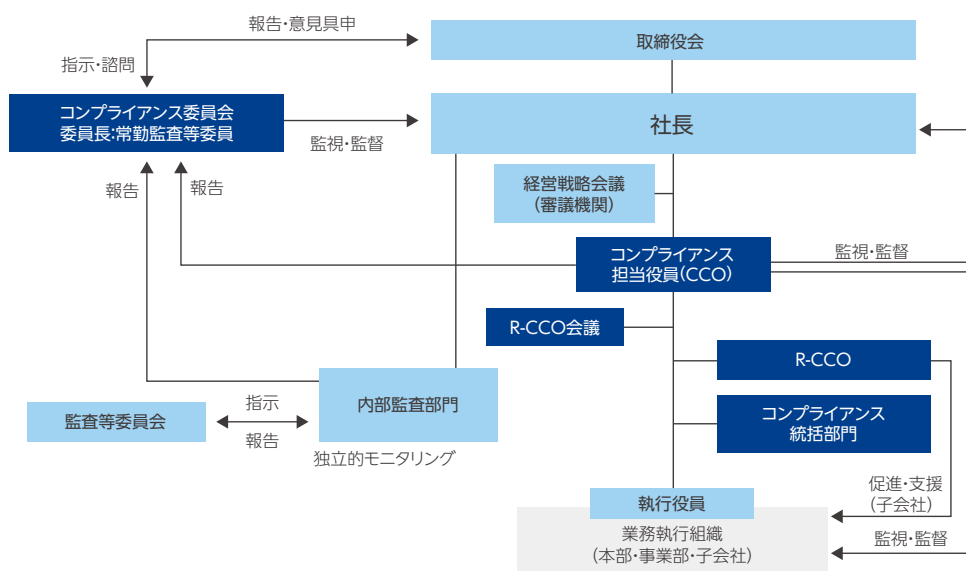 報告・意見具申
取締役会
指示・諮問
コンプライアンス委員会
委員長:常勤監査等委員
監視・監督
社長
報告
報告
経営戦略会議
(審議機関)
コンプライアンス
担当役員(CCO)
監視・監督
R-CCO会議
R-CCO
内部監査部門
監査等委員会
指示
報告
独立的モニタリング
コンプライアンス
統括部門
促進・支援
(子会社)
執行役員
業務執行組織
(本部・事業部・子会社)
監視・監督